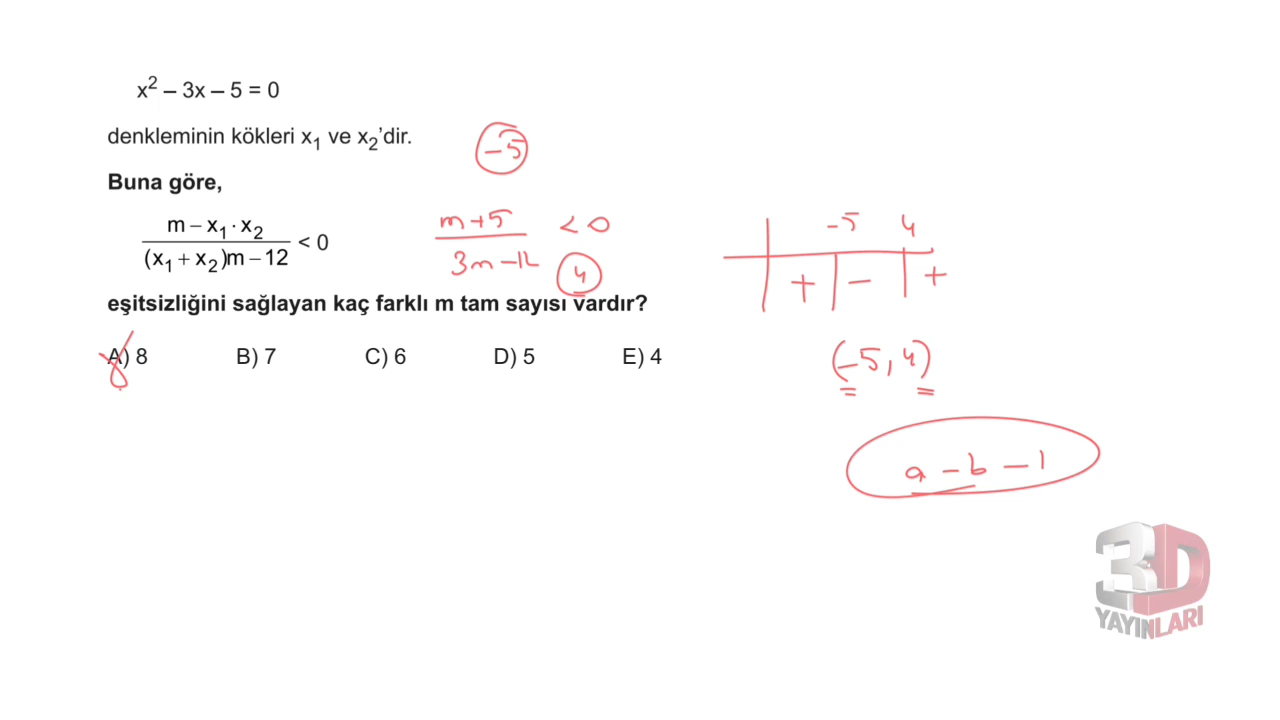 x² – 3x – 5 = 0
denkleminin kökleri x₁ ve x₂'dir.
–5
Buna göre,
m – x₁ · x₂
(x₁ + x₂)m – 12
< 0
m+5
3m – 12
< 0
4
-5 4
+ – +
eşitsizliğini sağlayan kaç farklı m tam sayısı vardır?
A) 8 B) 7 C) 6 D) 5 E) 4
(-5, 4)
a – b – 1
3D
YAYINLARI